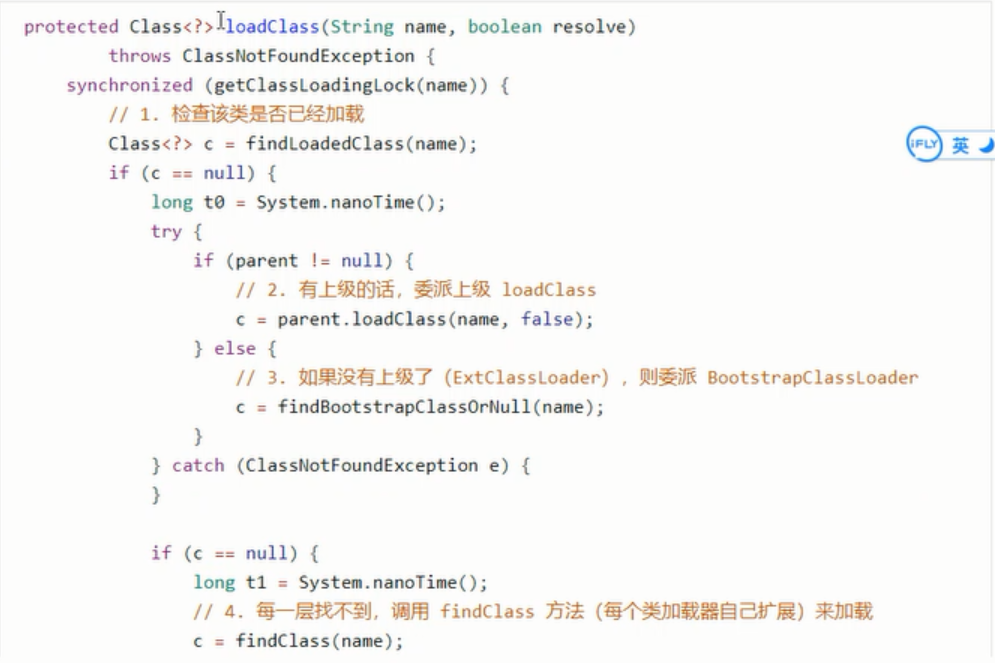 protected Class<?> loadClass(String name, boolean resolve)
        throws ClassNotFoundException {
    synchronized (getClassLoadingLock(name)) {
        // 1. 检查该类是否已经加载
        Class<?> c = findLoadedClass(name);
        if (c == null) {
            long t0 = System.nanoTime();
            try {
                if (parent != null) {
                    // 2. 有上级的话，委派上级 loadClass
                    c = parent.loadClass(name, false);
                } else {
                    // 3. 如果没有上级了（ExtClassLoader），则委派 BootstrapClassLoader
                    c = findBootstrapClassOrNull(name);
                }
            } catch (ClassNotFoundException e) {
            }

            if (c == null) {
                long t1 = System.nanoTime();
                // 4. 每一层找不到，调用 findClass 方法（每个类加载器自己扩展）来加载
                c = findClass(name);
iFLY 英